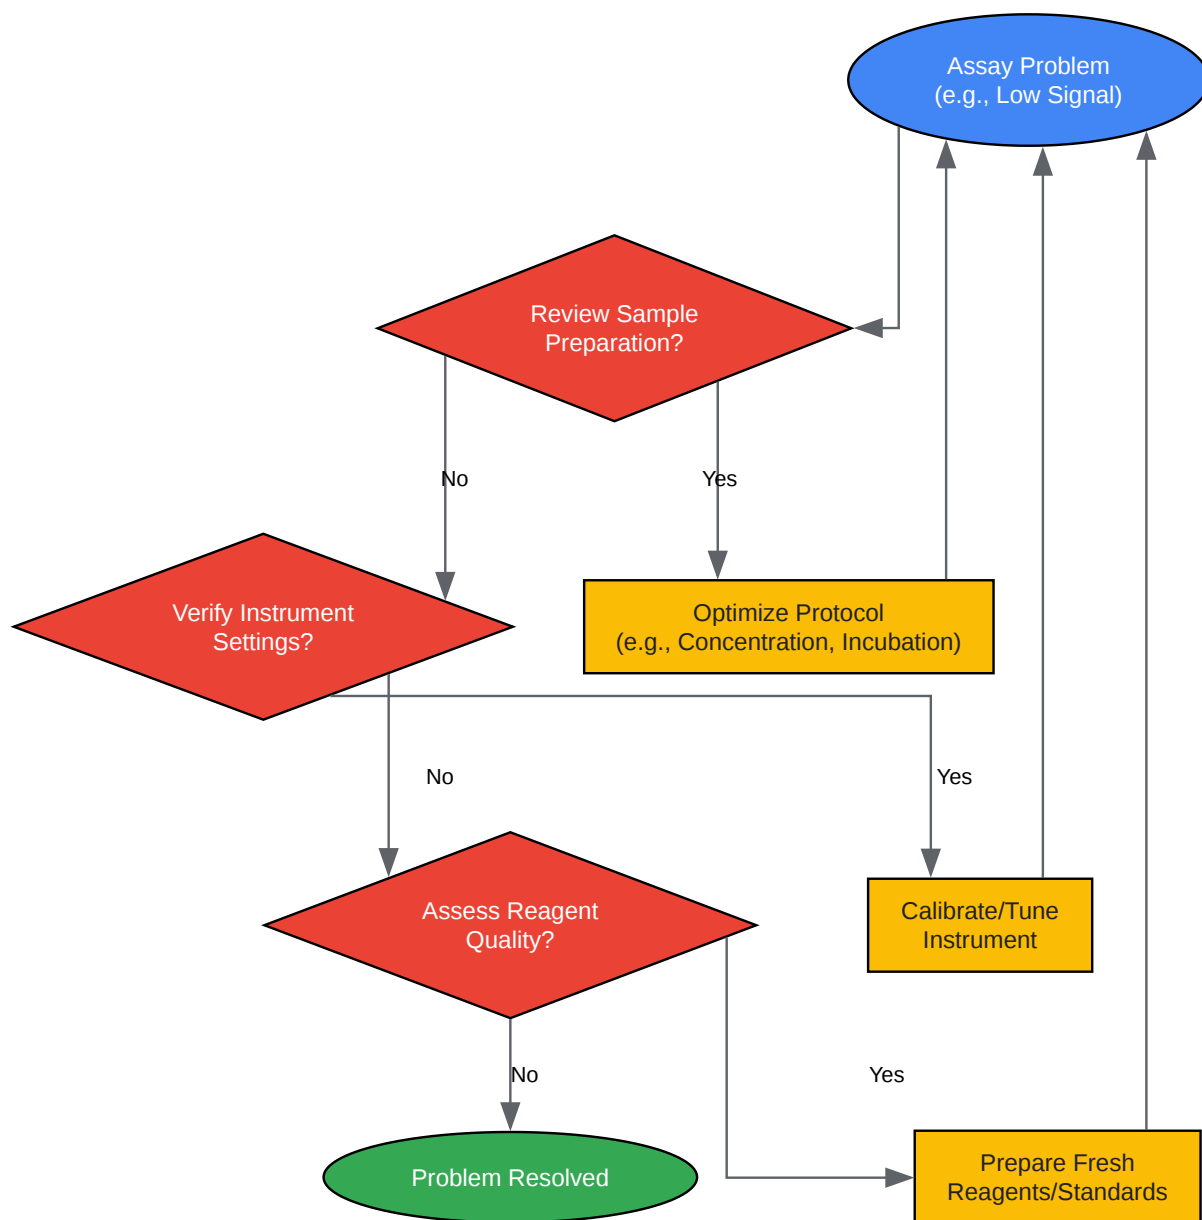 Assay Problem
(e.g., Low Signal)
Review Sample
Preparation?
No
Yes
Verify Instrument
Settings?
Optimize Protocol
(e.g., Concentration, Incubation)
No
Yes
Assess Reagent
Quality?
Calibrate/Tune
Instrument
No
Yes
Problem Resolved
Prepare Fresh
Reagents/Standards